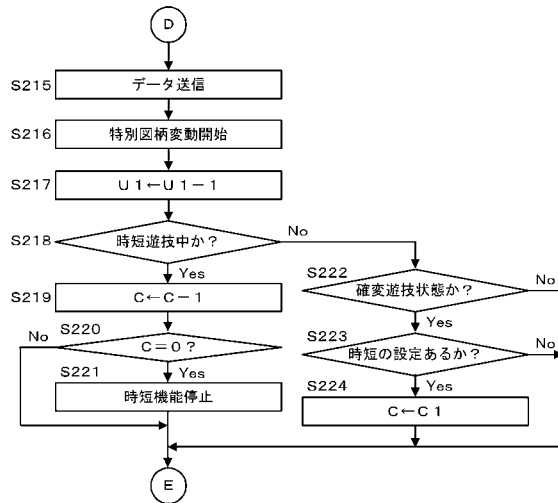 D
S215
データ送信
S216
特別図柄変動開始
S217
U1←U1-1
S218
時短遊技中か?
No
Yes
S219
C←C-1
S220
No
C=0?
Yes
S221
時短機能停止
S222
確変遊技状態か?
No
Yes
S223
時短の設定あるか?
No
Yes
S224
C←C1
E